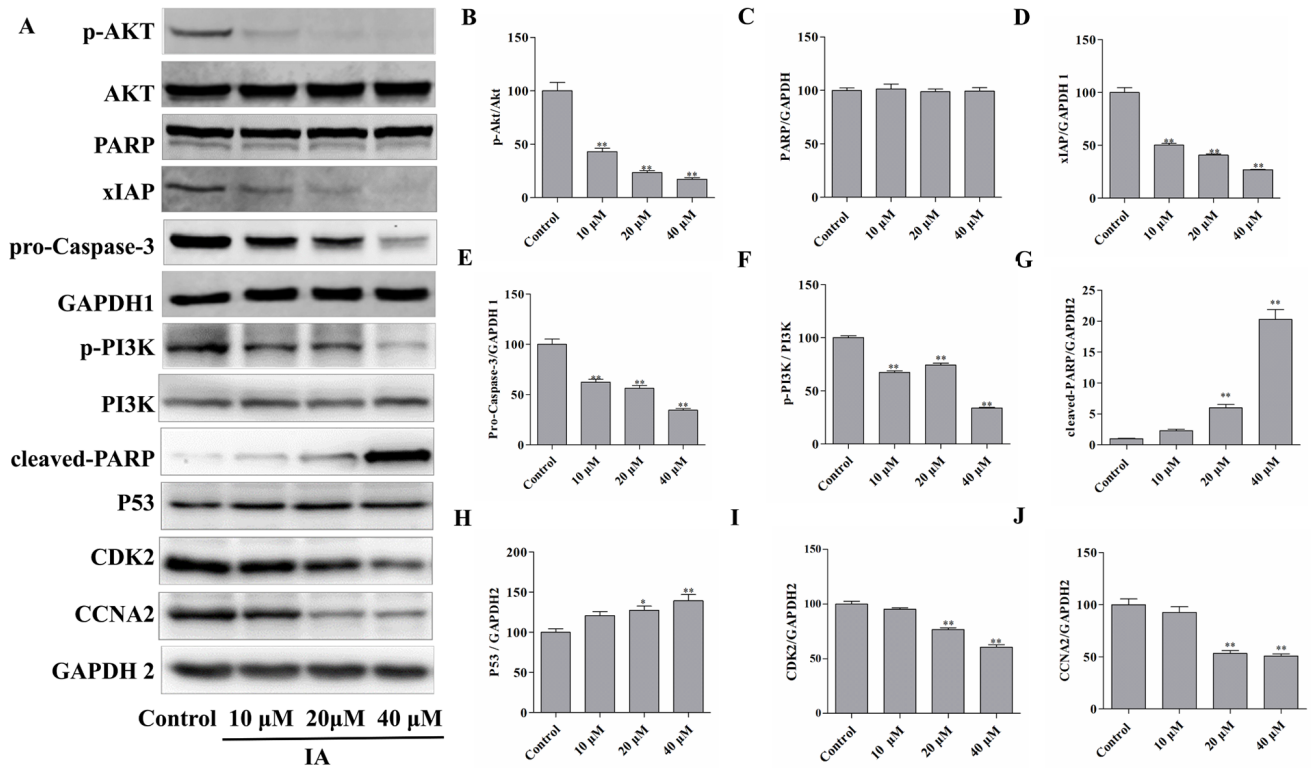 A
p-AKT
AKT
PARP
xIAP
pro-Caspase-3
GAPDH1
p-PI3K
PI3K
cleaved-PARP
P53
CDK2
CCNA2
GAPDH 2
Control 10 µM 20µM 40 µM
IA
B
p-Akt/Akt
150
100
50
0
** ** **
Control 10 µM 20 µM 40 µM
C
PARP/GAPDH
150
100
50
0
Control 10 µM 20 µM 40 µM
D
xIAP/GAPDH 1
150
100
50
0
** ** **
Control 10 µM 20 µM 40 µM
E
Pro-Caspase-3/GAPDH 1
150
100
50
0
** ** **
Control 10 µM 20 µM 40 µM
F
p-PI3K / PI3K
150
100
50
0
** ** **
Control 10 µM 20 µM 40 µM
G
cleaved-PARP/GAPDH2
25
20
15
10
5
0
** **
Control 10 µM 20 µM 40 µM
H
P53 / GAPDH2
200
150
100
50
0
* **
Control 10 µM 20 µM 40 µM
I
CDK2/GAPDH2
150
100
50
0
** **
Control 10 µM 20 µM 40 µM
J
CCNA2/GAPDH2
150
100
50
0
** **
Control 10 µM 20 µM 40 µM